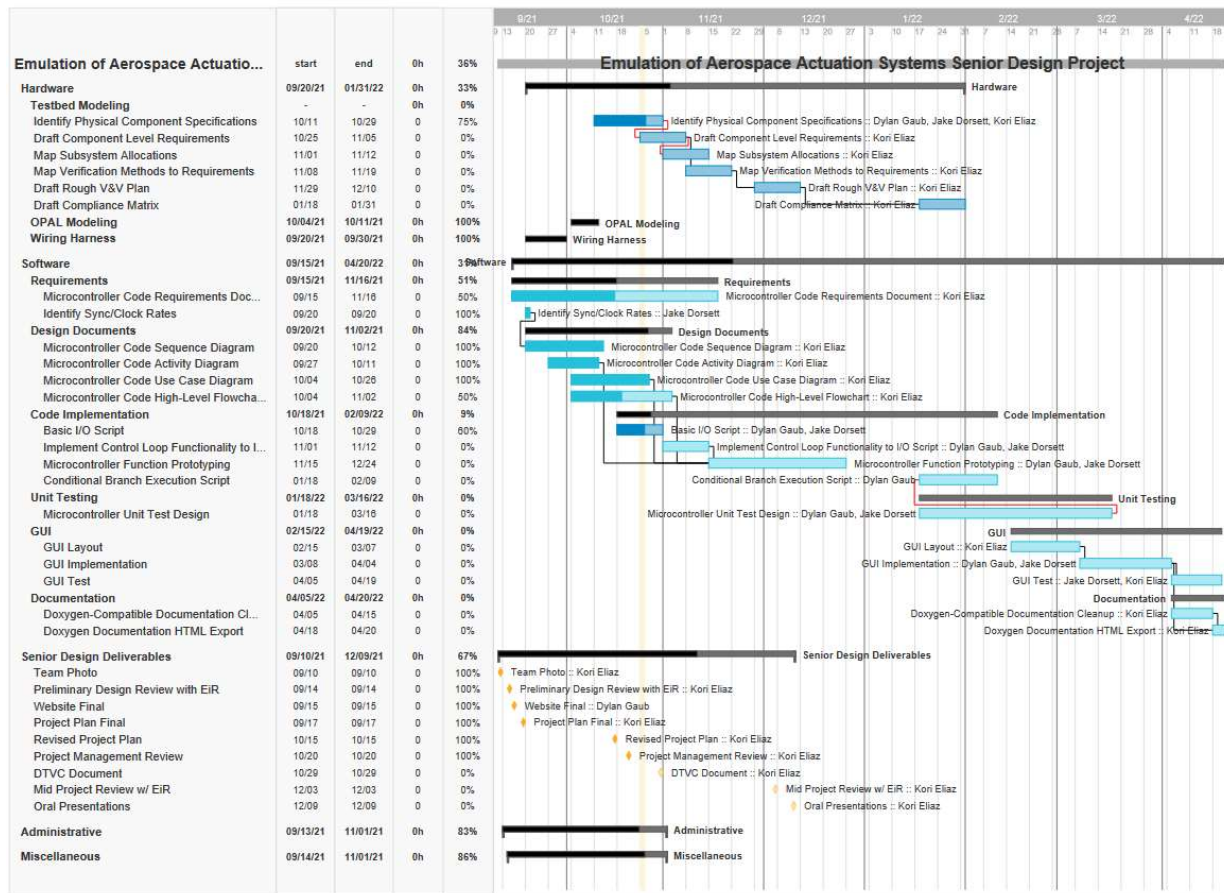 9/21 10/21 11/21 12/21 1/22 2/22 3/22 4/22
Emulation of Aerospace Actuatio... start end 0h 36% Emulation of Aerospace Actuation Systems Senior Design Project
Hardware 09/20/21 01/31/22 0h 33% Hardware
Testbed Modeling - - 0h 0%
Identify Physical Component Specifications 10/11 10/29 0 75% Identify Physical Component Specifications :: Dylan Gaub, Jake Dorsett, Kori Eliaz
Draft Component Level Requirements 10/25 11/05 0 0% Draft Component Level Requirements :: Kori Eliaz
Map Subsystem Allocations 11/01 11/12 0 0% Map Subsystem Allocations :: Kori Eliaz
Map Verification Methods to Requirements 11/08 11/19 0 0% Map Verification Methods to Requirements :: Kori Eliaz
Draft Rough V&V Plan 11/29 12/10 0 0% Draft Rough V&V Plan :: Kori Eliaz
Draft Compliance Matrix 01/18 01/31 0 0% Draft Compliance Matrix :: Kori Eliaz
OPAL Modeling 10/04/21 10/11/21 0h 100% OPAL Modeling
Wiring Harness 09/20/21 09/30/21 0h 100% Wiring Harness
Software 09/15/21 04/20/22 0h Software
Requirements 09/15/21 11/16/21 0h 51% Requirements
Microcontroller Code Requirements Doc... 09/15 11/16 0 50% Microcontroller Code Requirements Document :: Kori Eliaz
Identify Sync/Clock Rates 09/20 09/20 0 100% Identify Sync/Clock Rates :: Jake Dorsett
Design Documents 09/20/21 11/02/21 0h 84% Design Documents
Microcontroller Code Sequence Diagram 09/20 10/12 0 100% Microcontroller Code Sequence Diagram :: Kori Eliaz
Microcontroller Code Activity Diagram 09/27 10/11 0 100% Microcontroller Code Activity Diagram :: Kori Eliaz
Microcontroller Code Use Case Diagram 10/04 10/26 0 100% Microcontroller Code Use Case Diagram :: Kori Eliaz
Microcontroller Code High-Level Flowcha... 10/04 11/02 0 50% Microcontroller Code High-Level Flowchart :: Kori Eliaz
Code Implementation 10/18/21 02/09/22 0h 9% Code Implementation
Basic I/O Script 10/18 10/29 0 60% Basic I/O Script :: Dylan Gaub, Jake Dorsett
Implement Control Loop Functionality to I... 11/01 11/12 0 0% Implement Control Loop Functionality to I/O Script :: Dylan Gaub, Jake Dorsett
Microcontroller Function Prototyping 11/15 12/24 0 0% Microcontroller Function Prototyping :: Dylan Gaub, Jake Dorsett
Conditional Branch Execution Script 01/18 02/09 0 0% Conditional Branch Execution Script :: Dylan Gaub
Unit Testing 01/18/22 03/16/22 0h 0% Unit Testing
Microcontroller Unit Test Design 01/18 03/16 0 0% Microcontroller Unit Test Design :: Dylan Gaub, Jake Dorsett
GUI 02/15/22 04/19/22 0h 0% GUI
GUI Layout 02/15 03/07 0 0% GUI Layout :: Kori Eliaz
GUI Implementation 03/08 04/04 0 0% GUI Implementation :: Dylan Gaub, Jake Dorsett
GUI Test 04/05 04/19 0 0% GUI Test :: Jake Dorsett, Kori Eliaz
Documentation 04/05/22 04/20/22 0h 0% Documentation
Doxygen-Compatible Documentation Cl... 04/05 04/15 0 0% Doxygen-Compatible Documentation Cleanup :: Kori Eliaz
Doxygen Documentation HTML Export 04/18 04/20 0 0% Doxygen Documentation HTML Export :: Kori Eliaz
Senior Design Deliverables 09/10/21 12/09/21 0h 67% Senior Design Deliverables
Team Photo 09/10 09/10 0 100% Team Photo :: Kori Eliaz
Preliminary Design Review with EiR 09/14 09/14 0 100% Preliminary Design Review with EiR :: Kori Eliaz
Website Final 09/15 09/15 0 100% Website Final :: Dylan Gaub
Project Plan Final 09/17 09/17 0 100% Project Plan Final :: Kori Eliaz
Revised Project Plan 10/15 10/15 0 100% Revised Project Plan :: Kori Eliaz
Project Management Review 10/20 10/20 0 100% Project Management Review :: Kori Eliaz
DTVC Document 10/29 10/29 0 0% DTVC Document :: Kori Eliaz
Mid Project Review w/ EiR 12/03 12/03 0 0% Mid Project Review w/ EiR :: Kori Eliaz
Oral Presentations 12/09 12/09 0 0% Oral Presentations :: Kori Eliaz
Administrative 09/13/21 11/01/21 0h 83% Administrative
Miscellaneous 09/14/21 11/01/21 0h 86% Miscellaneous